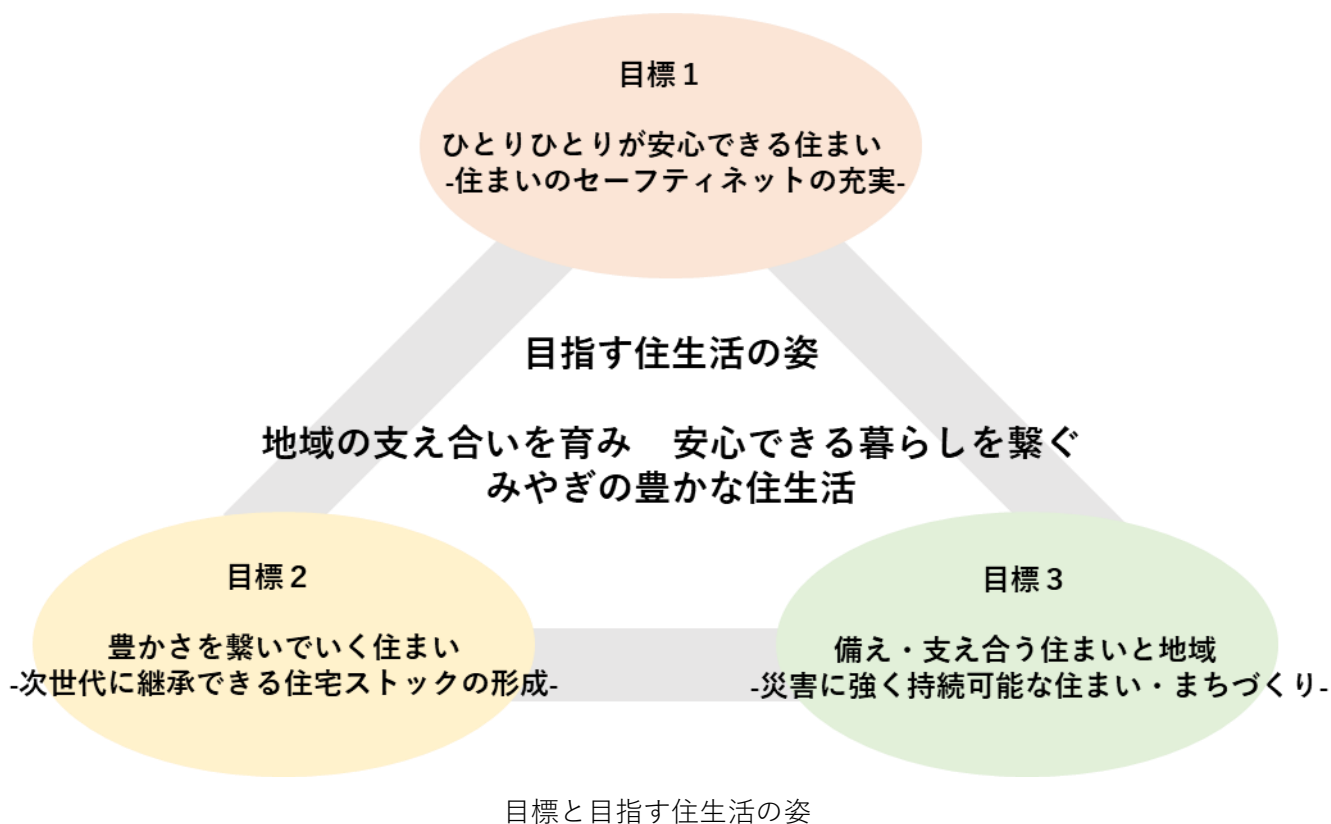 目標1
ひとりひとりが安心できる住まい
-住まいのセーフティネットの充実-
目指す住生活の姿
地域の支え合いを育み　安心できる暮らしを繋ぐ
みやぎの豊かな住生活
目標2
豊かさを繋いでいく住まい
-次世代に継承できる住宅ストックの形成-
目標3
備え・支え合う住まいと地域
-災害に強く持続可能な住まい・まちづくり-
目標と目指す住生活の姿